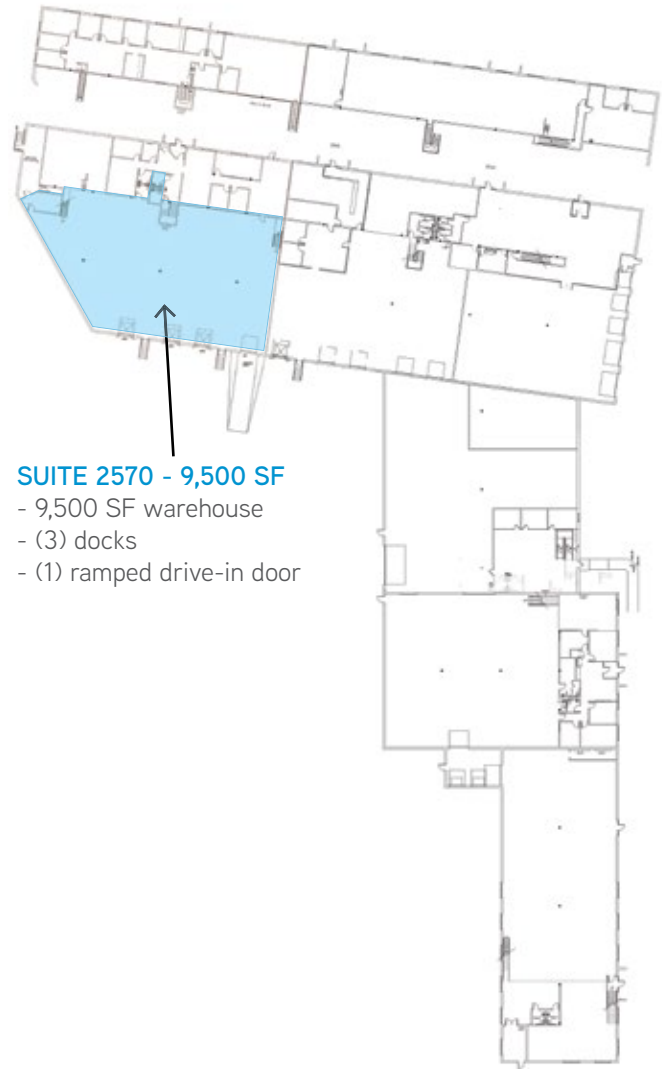 SUITE 2570 - 9,500 SF
- 9,500 SF warehouse
- (3) docks
- (1) ramped drive-in door